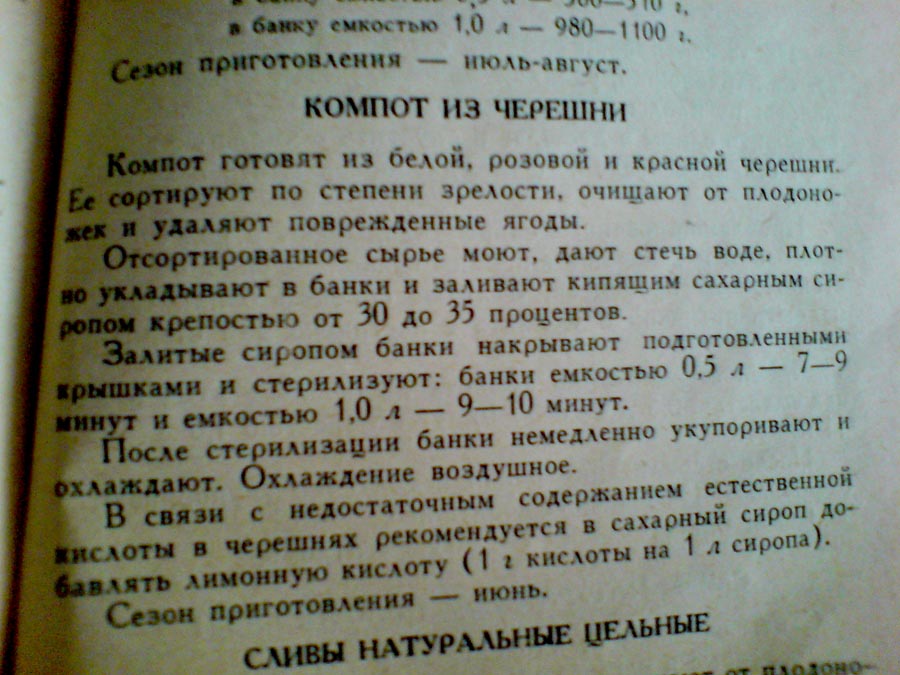 в банку емкостью 1,0 л — 980—1100 г.
Сезон приготовления — июль-август.
КОМПОТ ИЗ ЧЕРЕШНИ
Компот готовят из белой, розовой и красной черешни.
Ее сортируют по степени зрелости, очищают от плодоно-
жек и удаляют поврежденные ягоды.
Отсортированное сырье моют, дают стечь воде, плот-
но укладывают в банки и заливают кипящим сахарным си-
ропом крепостью от 30 до 35 процентов.
Залитые сиропом банки накрывают подготовленными
крышками и стерилизуют: банки емкостью 0,5 л — 7—9
минут и емкостью 1,0 л — 9—10 минут.
После стерилизации банки немедленно укупоривают и
охлаждают. Охлаждение воздушное.
В связи с недостаточным содержанием естественной
кислоты в черешнях рекомендуется в сахарный сироп до-
бавлять лимонную кислоту (1 г кислоты на 1 л сиропа).
Сезон приготовления — июнь.
СЛИВЫ НАТУРАЛЬНЫЕ ЦЕЛЬНЫЕ
от плодоно-